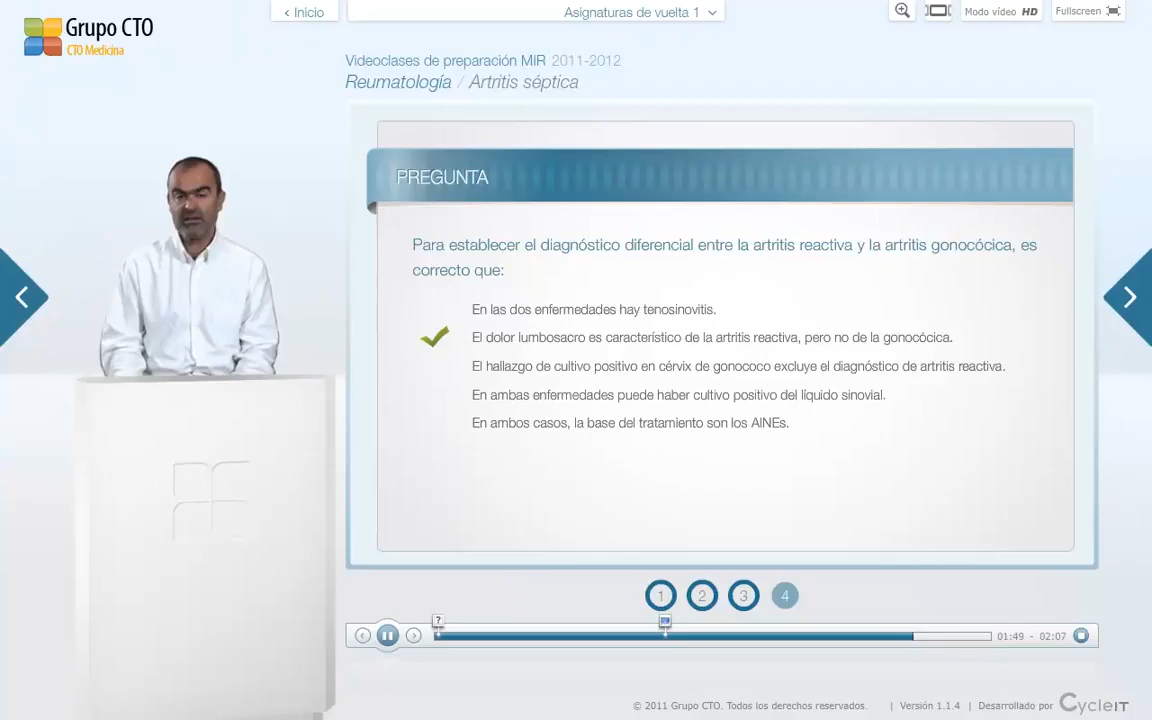 Grupo CTO
CTO Medicina
‹ Inicio
Asignaturas de vuelta 1
Modo vídeo HD
Fullscreen
Videoclases de preparación MIR 2011-2012
Reumatología / Artritis séptica
PREGUNTA
Para establecer el diagnóstico diferencial entre la artritis reactiva y la artritis gonocócica, es
correcto que:
En las dos enfermedades hay tenosinovitis.
El dolor lumbosacro es característico de la artritis reactiva, pero no de la gonocócica.
El hallazgo de cultivo positivo en cérvix de gonococo excluye el diagnóstico de artritis reactiva.
En ambas enfermedades puede haber cultivo positivo del líquido sinovial.
En ambos casos, la base del tratamiento son los AINEs.
1 2 3 4
?
01:49 - 02:07
© 2011 Grupo CTO. Todos los derechos reservados. | Versión 1.1.4 | Desarrollado por CycleIT